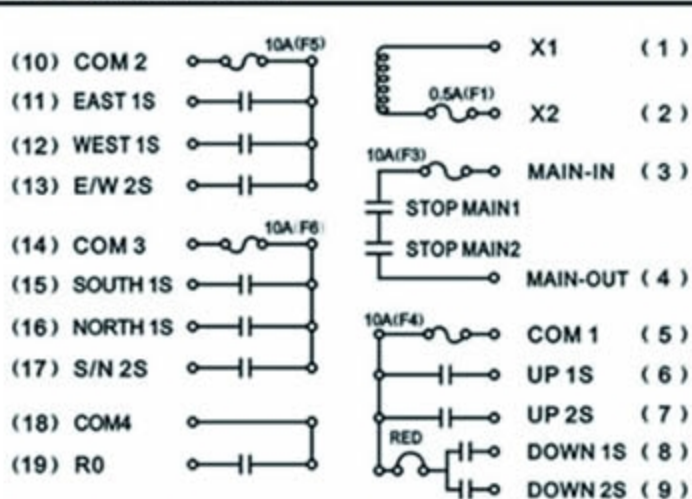 10A(F5)
(10) COM 2
(11) EAST 1S
(12) WEST 1S
(13) E/W 2S
10A(F6)
(14) COM 3
(15) SOUTH 1S
(16) NORTH 1S
(17) S/N 2S
(18) COM4
(19) R0
X1 (1)
0.5A(F1)
X2 (2)
10A(F3)
MAIN-IN (3)
STOP MAIN1
STOP MAIN2
MAIN-OUT (4)
10A(F4)
COM 1 (5)
UP 1S (6)
UP 2S (7)
RED
DOWN 1S (8)
DOWN 2S (9)